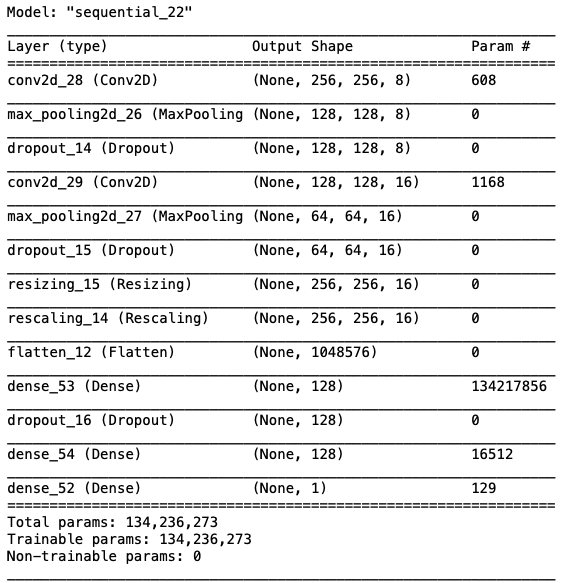 Model: "sequential_22"
Layer (type) Output Shape Param #
conv2d_28 (Conv2D) (None, 256, 256, 8) 608
max_pooling2d_26 (MaxPooling (None, 128, 128, 8) 0
dropout_14 (Dropout) (None, 128, 128, 8) 0
conv2d_29 (Conv2D) (None, 128, 128, 16) 1168
max_pooling2d_27 (MaxPooling (None, 64, 64, 16) 0
dropout_15 (Dropout) (None, 64, 64, 16) 0
resizing_15 (Resizing) (None, 256, 256, 16) 0
rescaling_14 (Rescaling) (None, 256, 256, 16) 0
flatten_12 (Flatten) (None, 1048576) 0
dense_53 (Dense) (None, 128) 134217856
dropout_16 (Dropout) (None, 128) 0
dense_54 (Dense) (None, 128) 16512
dense_52 (Dense) (None, 1) 129
Total params: 134,236,273
Trainable params: 134,236,273
Non-trainable params: 0